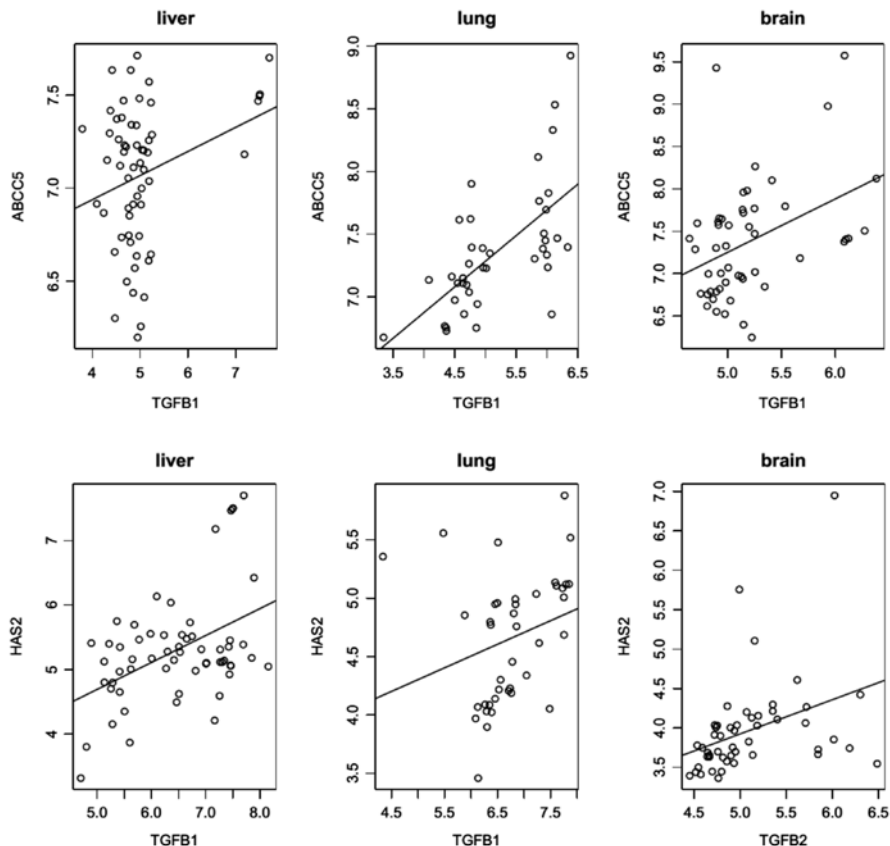 liver
ABCC5
7.5
7.0
6.5
4 5 6 7
TGFB1
lung
ABCC5
9.0
8.5
8.0
7.5
7.0
3.5 4.5 5.5 6.5
TGFB1
brain
ABCC5
9.5
9.0
8.5
8.0
7.5
7.0
6.5
5.0 5.5 6.0
TGFB1
liver
HAS2
7
6
5
4
5.0 6.0 7.0 8.0
TGFB1
lung
HAS2
5.5
5.0
4.5
4.0
3.5
4.5 5.5 6.5 7.5
TGFB1
brain
HAS2
7.0
6.5
6.0
5.5
5.0
4.5
4.0
3.5
4.5 5.0 5.5 6.0 6.5
TGFB2